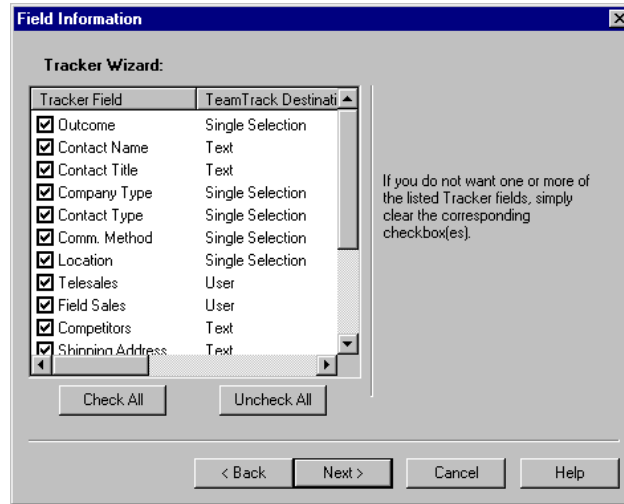 Field Information
Tracker Wizard:
Tracker Field TeamTrack Destinati
Outcome Single Selection
Contact Name Text
Contact Title Text
Company Type Single Selection
Contact Type Single Selection
Comm. Method Single Selection
Location Single Selection
Telesales User
Field Sales User
Competitors Text
Shipping Address Text
If you do not want one or more of
the listed Tracker fields, simply
clear the corresponding
checkbox(es).
Check All Uncheck All
< Back Next > Cancel Help